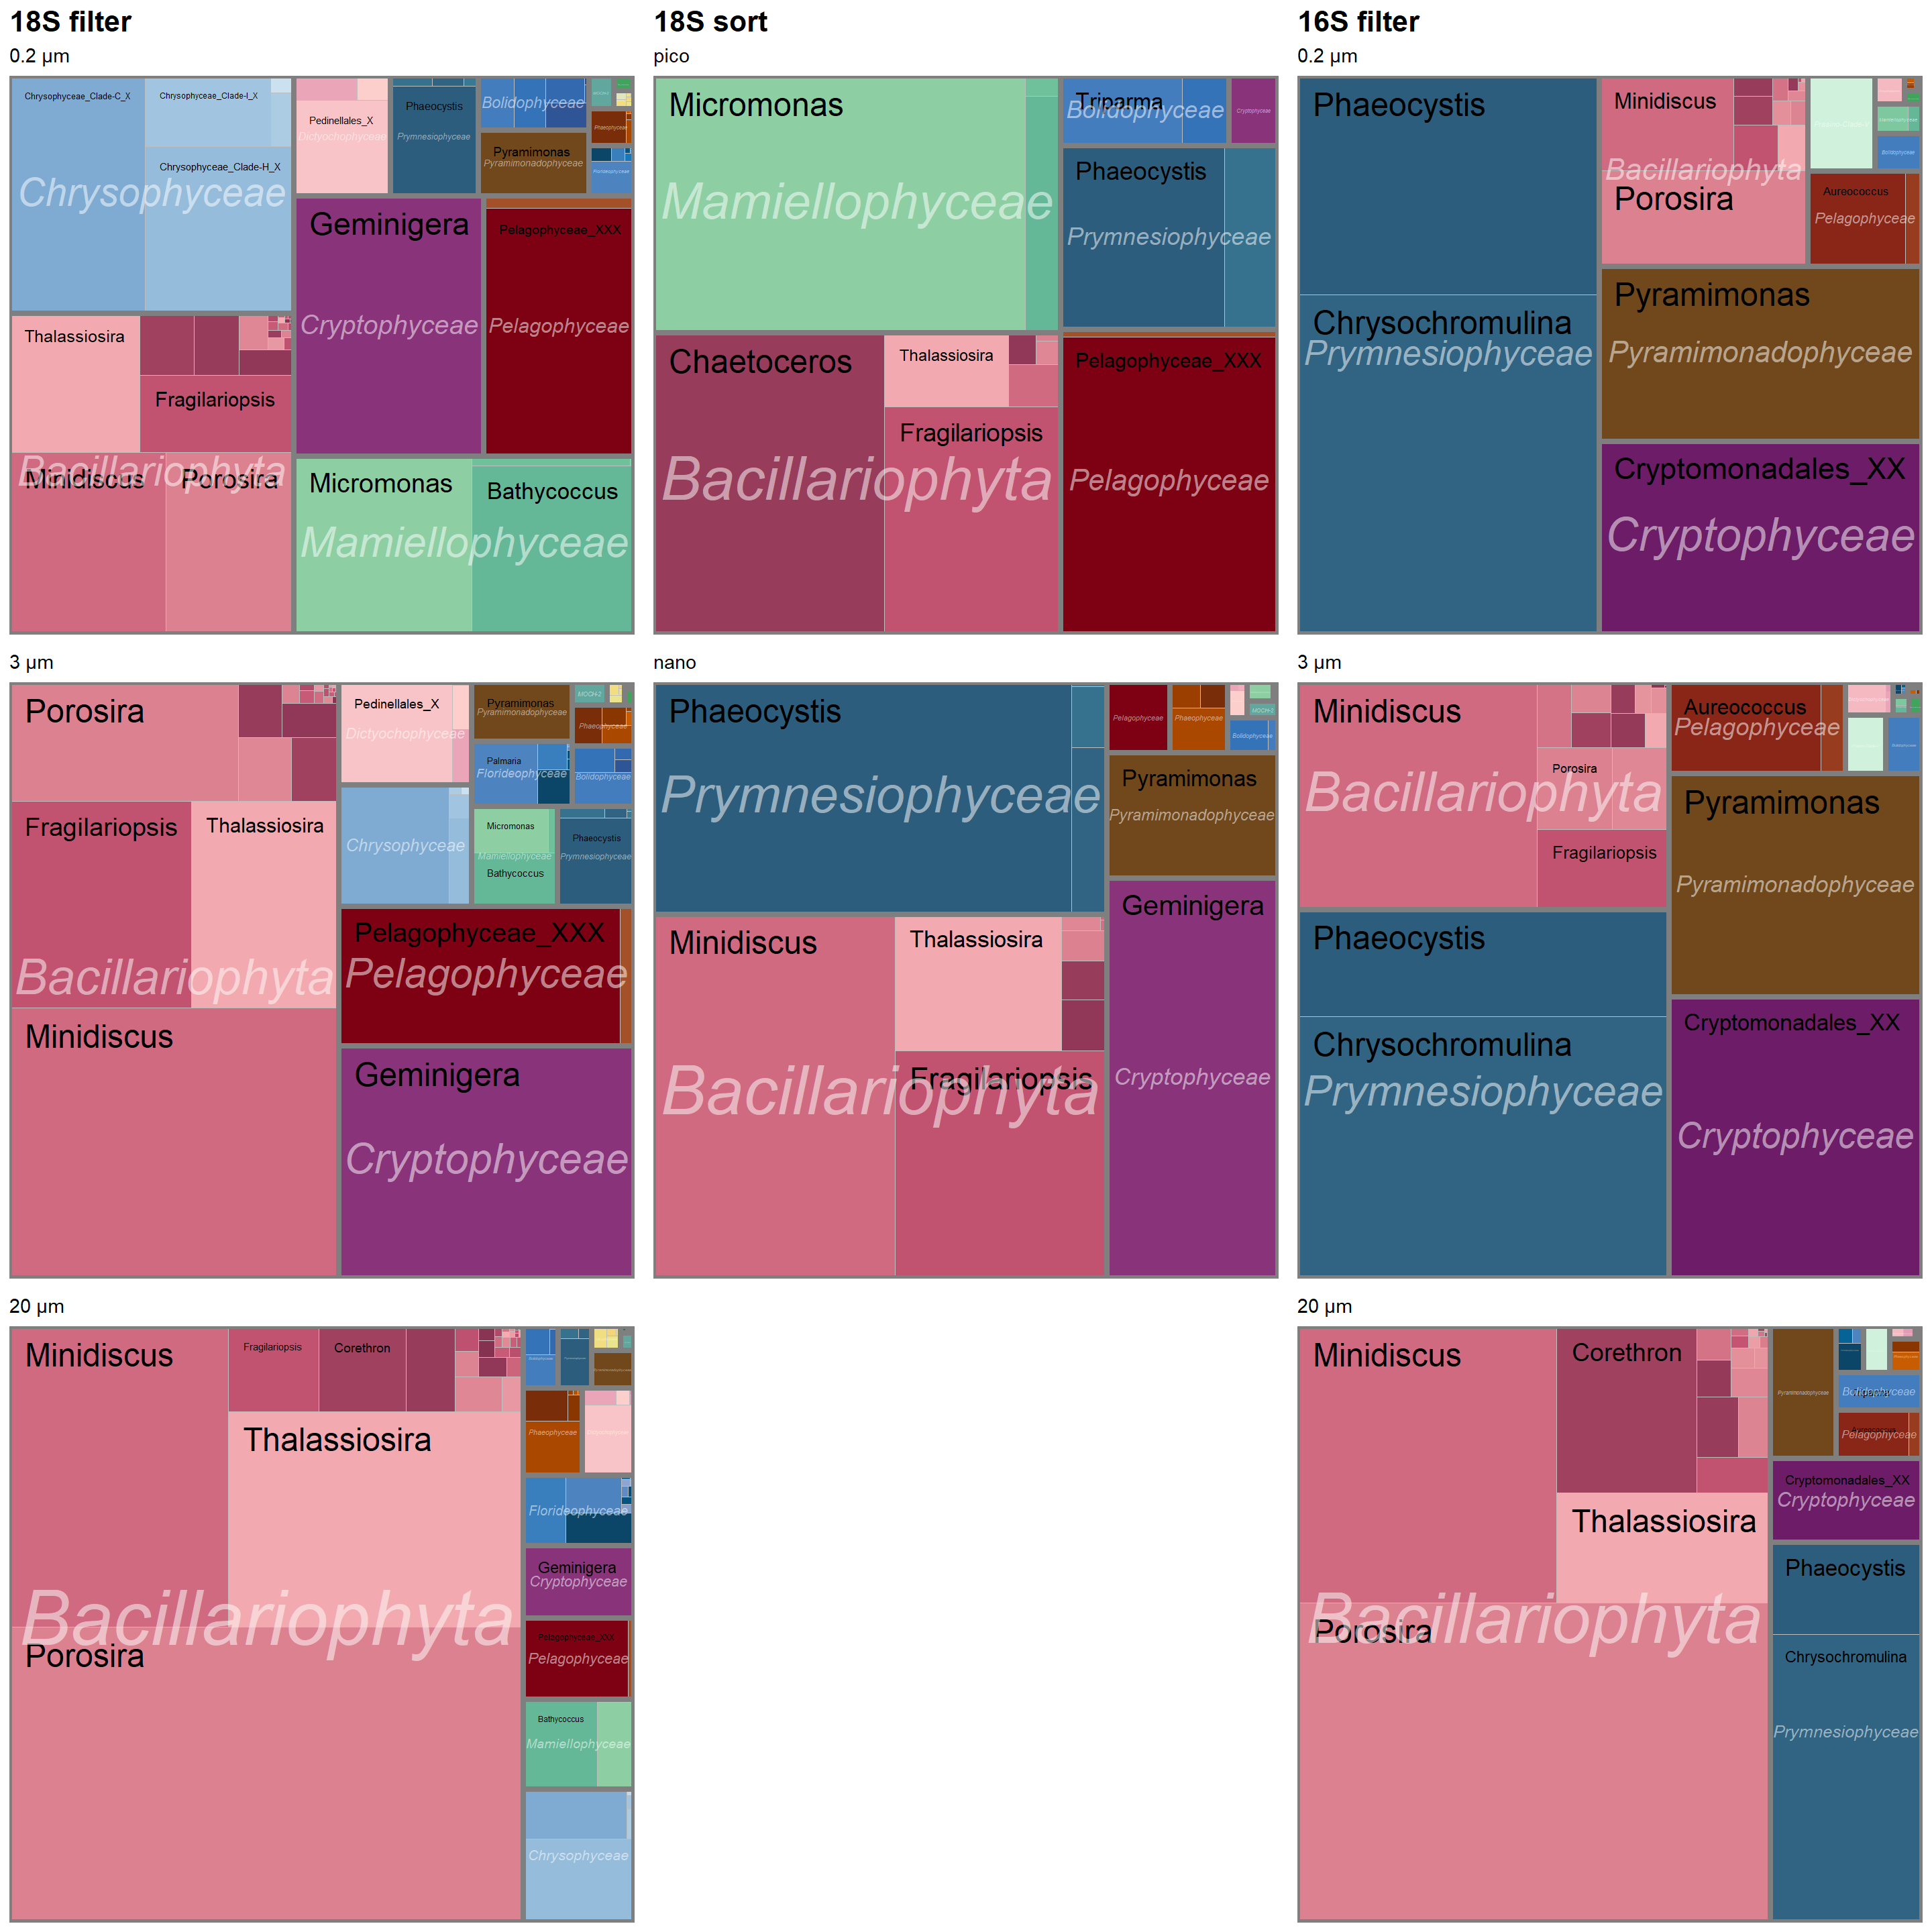 18S filter
0.2 µm
Chrysophyceae_Clade-C_X
Chrysophyceae_Clade-I_X
Chrysophyceae_Clade-H_X
Chrysophyceae
Pedinellales_X
Dictyochophyceae
Phaeocystis
Prymnesiophyceae
Bolidophyceae
Pyramimonas
Pyramimonadophyceae
Phaeophyceae
Florideophyceae
Geminigera
Cryptophyceae
Pelagophyceae_XXX
Pelagophyceae
Thalassiosira
Fragilariopsis
Bacillariophyta
Minidiscus
Porosira
Micromonas
Bathycoccus
Mamiellophyceae
18S sort
pico
Micromonas
Mamiellophyceae
Triparma
Bolidophyceae
Cryptophyceae
Phaeocystis
Prymnesiophyceae
Chaetoceros
Thalassiosira
Fragilariopsis
Bacillariophyta
Pelagophyceae_XXX
Pelagophyceae
16S filter
0.2 µm
Phaeocystis
Chrysochromulina
Prymnesiophyceae
Minidiscus
Bacillariophyta
Porosira
Bolidophyceae
Aureococcus
Pelagophyceae
Pyramimonas
Pyramimonadophyceae
Cryptomonadales_XX
Cryptophyceae
3 µm
Porosira
Fragilariopsis
Thalassiosira
Bacillariophyta
Minidiscus
Pedinellales_X
Dictyochophyceae
Pyramimonas
Pyramimonadophyceae
MOCH-2
Phaeophyceae
Palmaria
Florideophyceae
Bolidophyceae
Chrysophyceae
Micromonas
Mamiellophyceae
Bathycoccus
Phaeocystis
Prymnesiophyceae
Pelagophyceae_XXX
Pelagophyceae
Geminigera
Cryptophyceae
nano
Phaeocystis
Prymnesiophyceae
Pelagophyceae
Phaeophyceae
MOCH-2
Bolidophyceae
Pyramimonas
Pyramimonadophyceae
Minidiscus
Thalassiosira
Fragilariopsis
Bacillariophyta
Geminigera
Cryptophyceae
3 µm
Minidiscus
Bacillariophyta
Porosira
Fragilariopsis
Aureococcus
Pelagophyceae
Pyramimonas
Pyramimonadophyceae
Phaeocystis
Chrysochromulina
Prymnesiophyceae
Cryptomonadales_XX
Cryptophyceae
20 µm
Minidiscus
Fragilariopsis
Corethron
Thalassiosira
Bacillariophyta
Porosira
Phaeophyceae
Florideophyceae
Geminigera
Cryptophyceae
Pelagophyceae_XXX
Pelagophyceae
Bathycoccus
Mamiellophyceae
Chrysophyceae
20 µm
Minidiscus
Corethron
Thalassiosira
Bacillariophyta
Porosira
Pyramimonadophyceae
Bolidophyceae
Pelagophyceae
Cryptomonadales_XX
Cryptophyceae
Phaeocystis
Chrysochromulina
Prymnesiophyceae